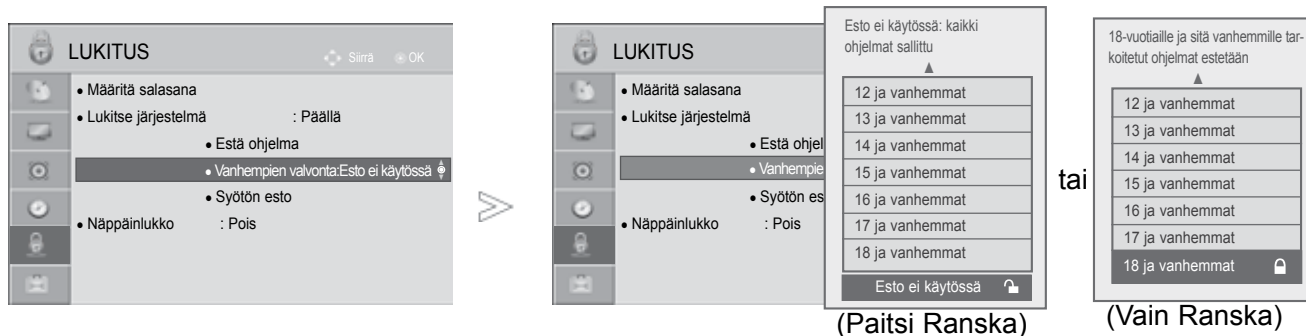 LUKITUS
Siirrä OK
• Määritä salasana
• Lukitse järjestelmä : Päällä
• Estä ohjelma
• Vanhempien valvonta:Esto ei käytössä
• Syötön esto
• Näppäinlukko : Pois
LUKITUS
• Määritä salasana
• Lukitse järjestelmä
• Estä ohjel
• Vanhempie
• Syötön es
• Näppäinlukko : Pois
Esto ei käytössä: kaikki
ohjelmat sallittu
12 ja vanhemmat
13 ja vanhemmat
14 ja vanhemmat
15 ja vanhemmat
16 ja vanhemmat
17 ja vanhemmat
18 ja vanhemmat
Esto ei käytössä
(Paitsi Ranska)
tai
18-vuotiaille ja sitä vanhemmille tar-
koitetut ohjelmat estetään
12 ja vanhemmat
13 ja vanhemmat
14 ja vanhemmat
15 ja vanhemmat
16 ja vanhemmat
17 ja vanhemmat
18 ja vanhemmat
(Vain Ranska)